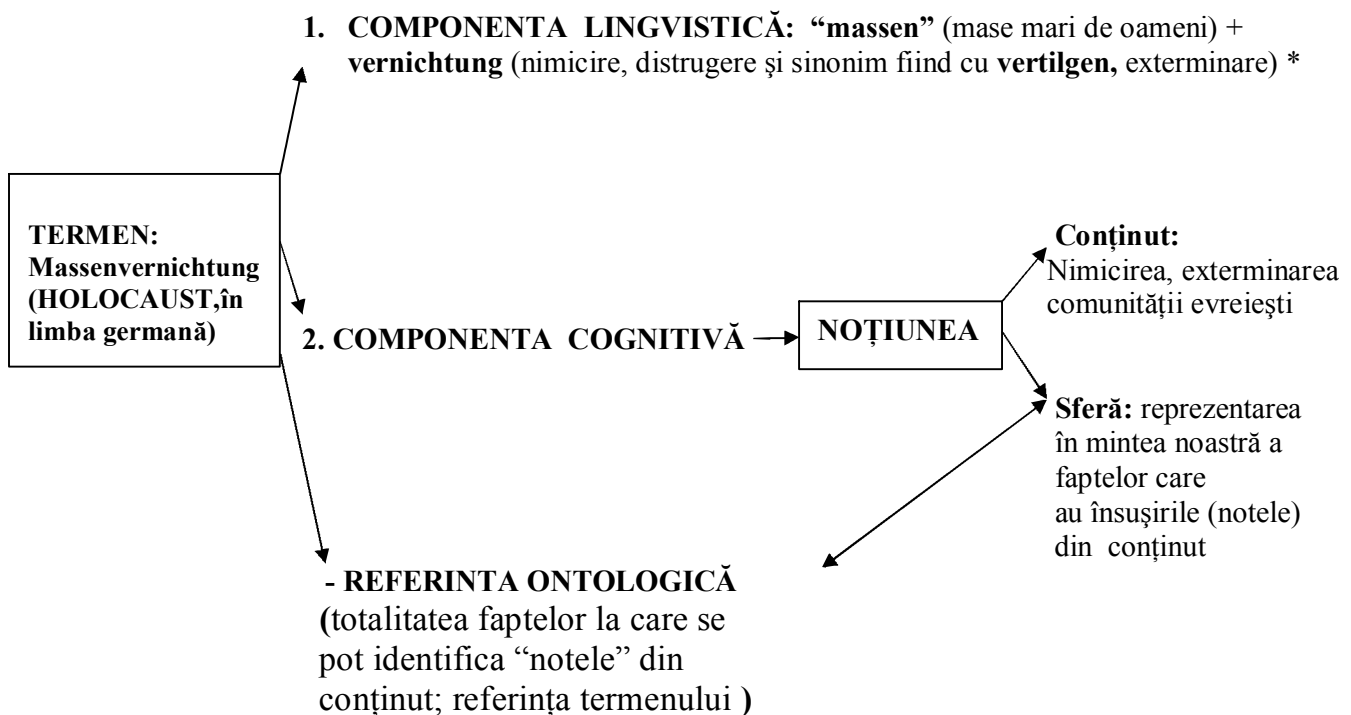 1. COMPONENTA LINGVISTICĂ: “massen” (mase mari de oameni) +
vernichtung (nimicire, distrugere şi sinonim fiind cu vertilgen, exterminare) *
TERMEN:
Massenvernichtung
(HOLOCAUST,în
limba germană)
2. COMPONENTA COGNITIVĂ
NOŢIUNEA
Conţinut:
Nimicirea, exterminarea
comunităţii evreieşti
Sferă: reprezentarea
în mintea noastră a
faptelor care
au însuşirile (notele)
din conţinut
- REFERINTA ONTOLOGICĂ
(totalitatea faptelor la care se
pot identifica “notele” din
conţinut; referinţa termenului )